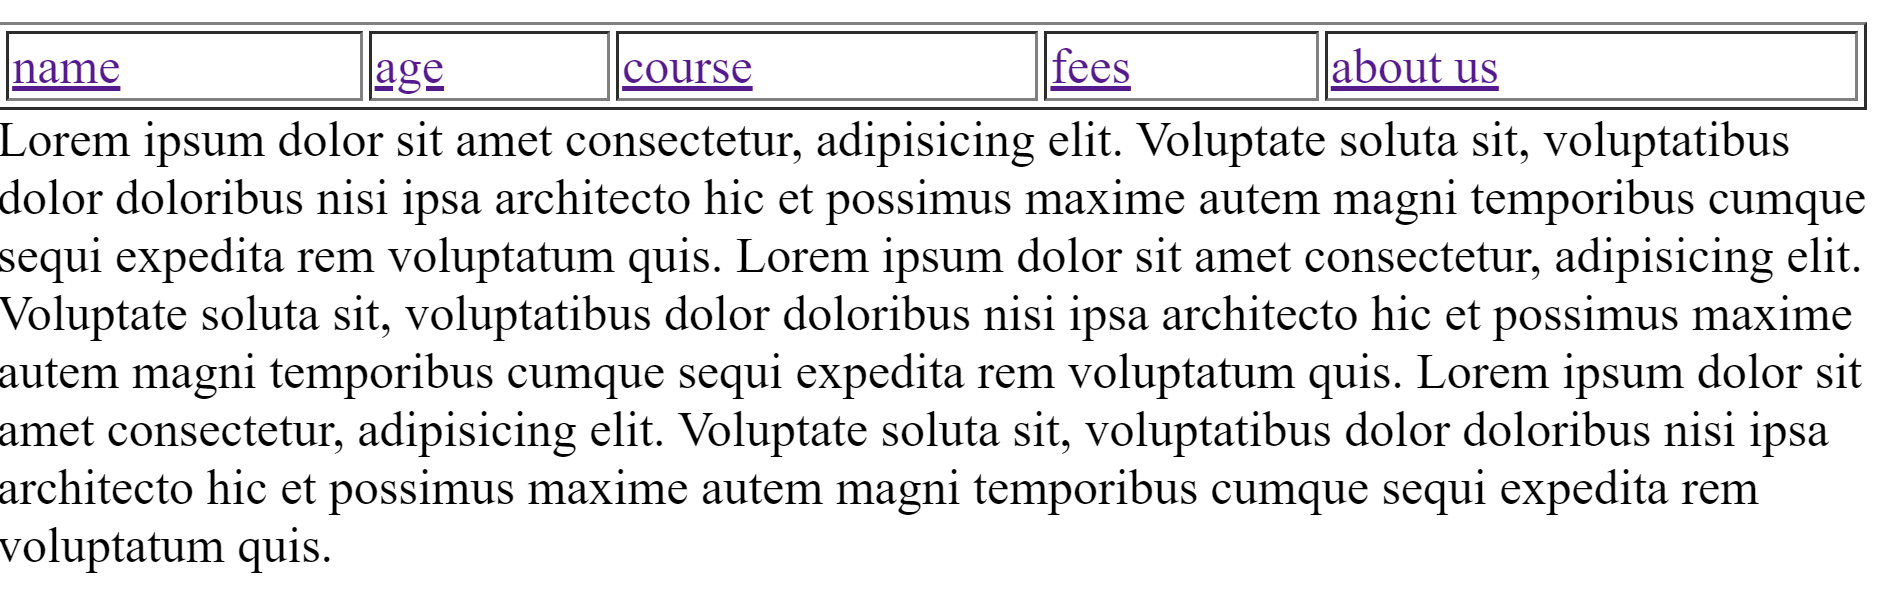 name age course fees about us
Lorem ipsum dolor sit amet consectetur, adipisicing elit. Voluptate soluta sit, voluptatibus
dolor doloribus nisi ipsa architecto hic et possimus maxime autem magni temporibus cumque
sequi expedita rem voluptatum quis. Lorem ipsum dolor sit amet consectetur, adipisicing elit.
Voluptate soluta sit, voluptatibus dolor doloribus nisi ipsa architecto hic et possimus maxime
autem magni temporibus cumque sequi expedita rem voluptatum quis. Lorem ipsum dolor sit
amet consectetur, adipisicing elit. Voluptate soluta sit, voluptatibus dolor doloribus nisi ipsa
architecto hic et possimus maxime autem magni temporibus cumque sequi expedita rem
voluptatum quis.